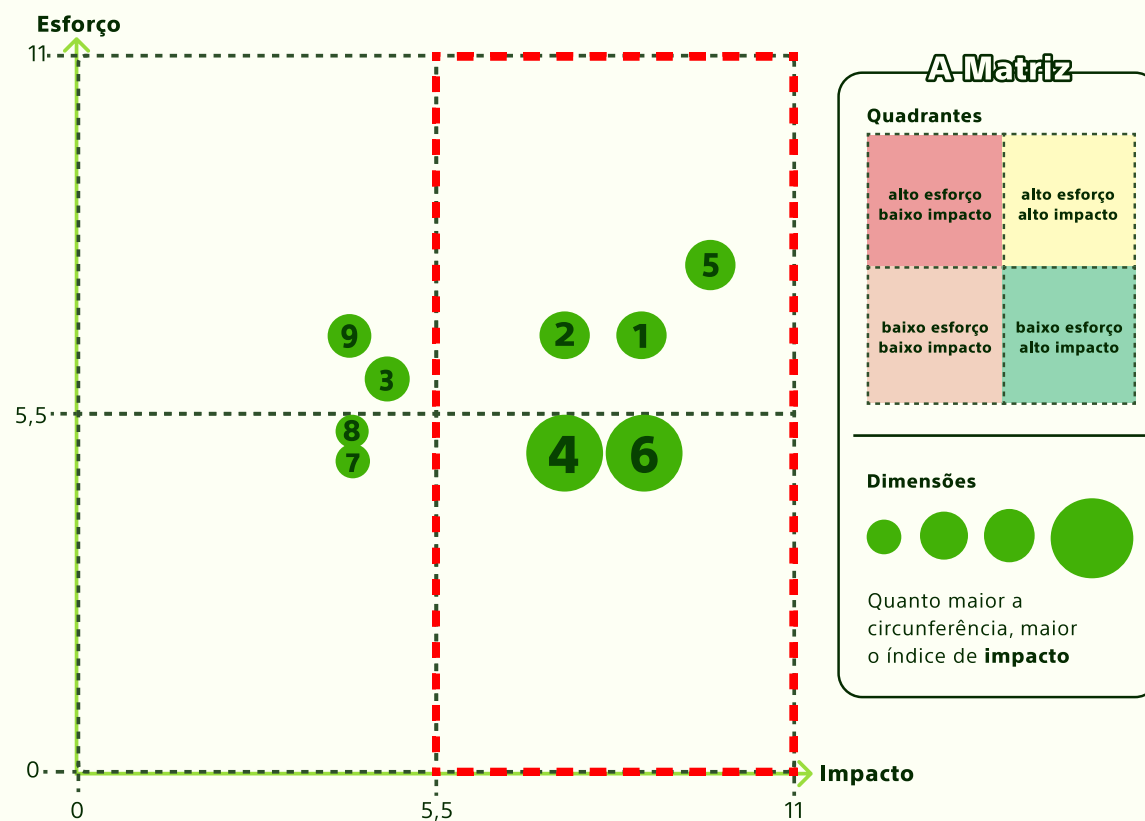 Esforço
11
5,5
0
0
5,5
11
Impacto
9
3
8
7
2
1
5
4
6
A Matriz
Quadrantes
alto esforço
baixo impacto
alto esforço
alto impacto
baixo esforço
baixo impacto
baixo esforço
alto impacto
Dimensões
Quanto maior a
circunferência, maior
o índice de impacto